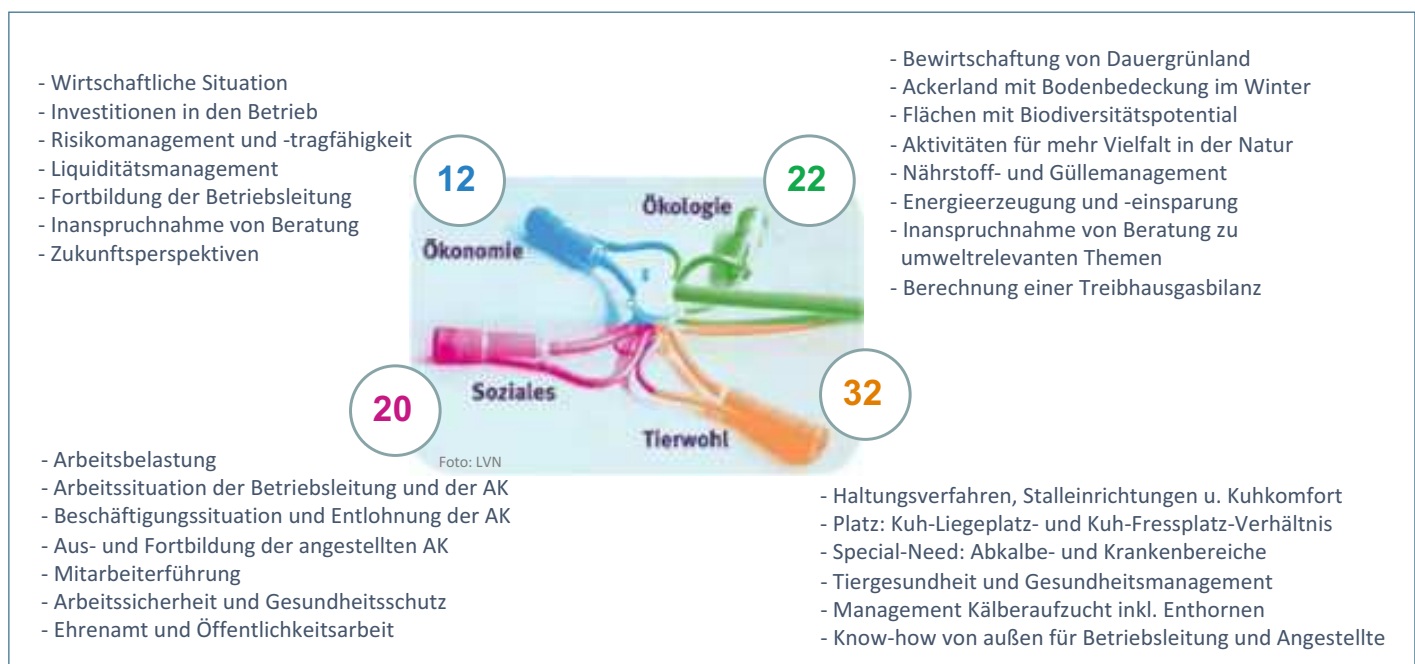 - Wirtschaftliche Situation
- Investitionen in den Betrieb
- Risikomanagement und -tragfähigkeit
- Liquiditätsmanagement
- Fortbildung der Betriebsleitung
- Inanspruchnahme von Beratung
- Zukunftsperspektiven
12
Ökonomie
- Bewirtschaftung von Dauergrünland
- Ackerland mit Bodenbedeckung im Winter
- Flächen mit Biodiversitätspotential
- Aktivitäten für mehr Vielfalt in der Natur
- Nährstoff- und Güllemanagement
- Energieerzeugung und -einsparung
- Inanspruchnahme von Beratung zu
umweltrelevanten Themen
- Berechnung einer Treibhausgasbilanz
22
Ökologie
20
Soziales
Foto: LVN
- Arbeitsbelastung
- Arbeitssituation der Betriebsleitung und der AK
- Beschäftigungssituation und Entlohnung der AK
- Aus- und Fortbildung der angestellten AK
- Mitarbeiterführung
- Arbeitssicherheit und Gesundheitsschutz
- Ehrenamt und Öffentlichkeitsarbeit
32
Tierwohl
- Haltungsverfahren, Stalleinrichtungen u. Kuhkomfort
- Platz: Kuh-Liegeplatz- und Kuh-Fressplatz-Verhältnis
- Special-Need: Abkalbe- und Krankenbereiche
- Tiergesundheit und Gesundheitsmanagement
- Management Kälberaufzucht inkl. Enthornen
- Know-how von außen für Betriebsleitung und Angestellte